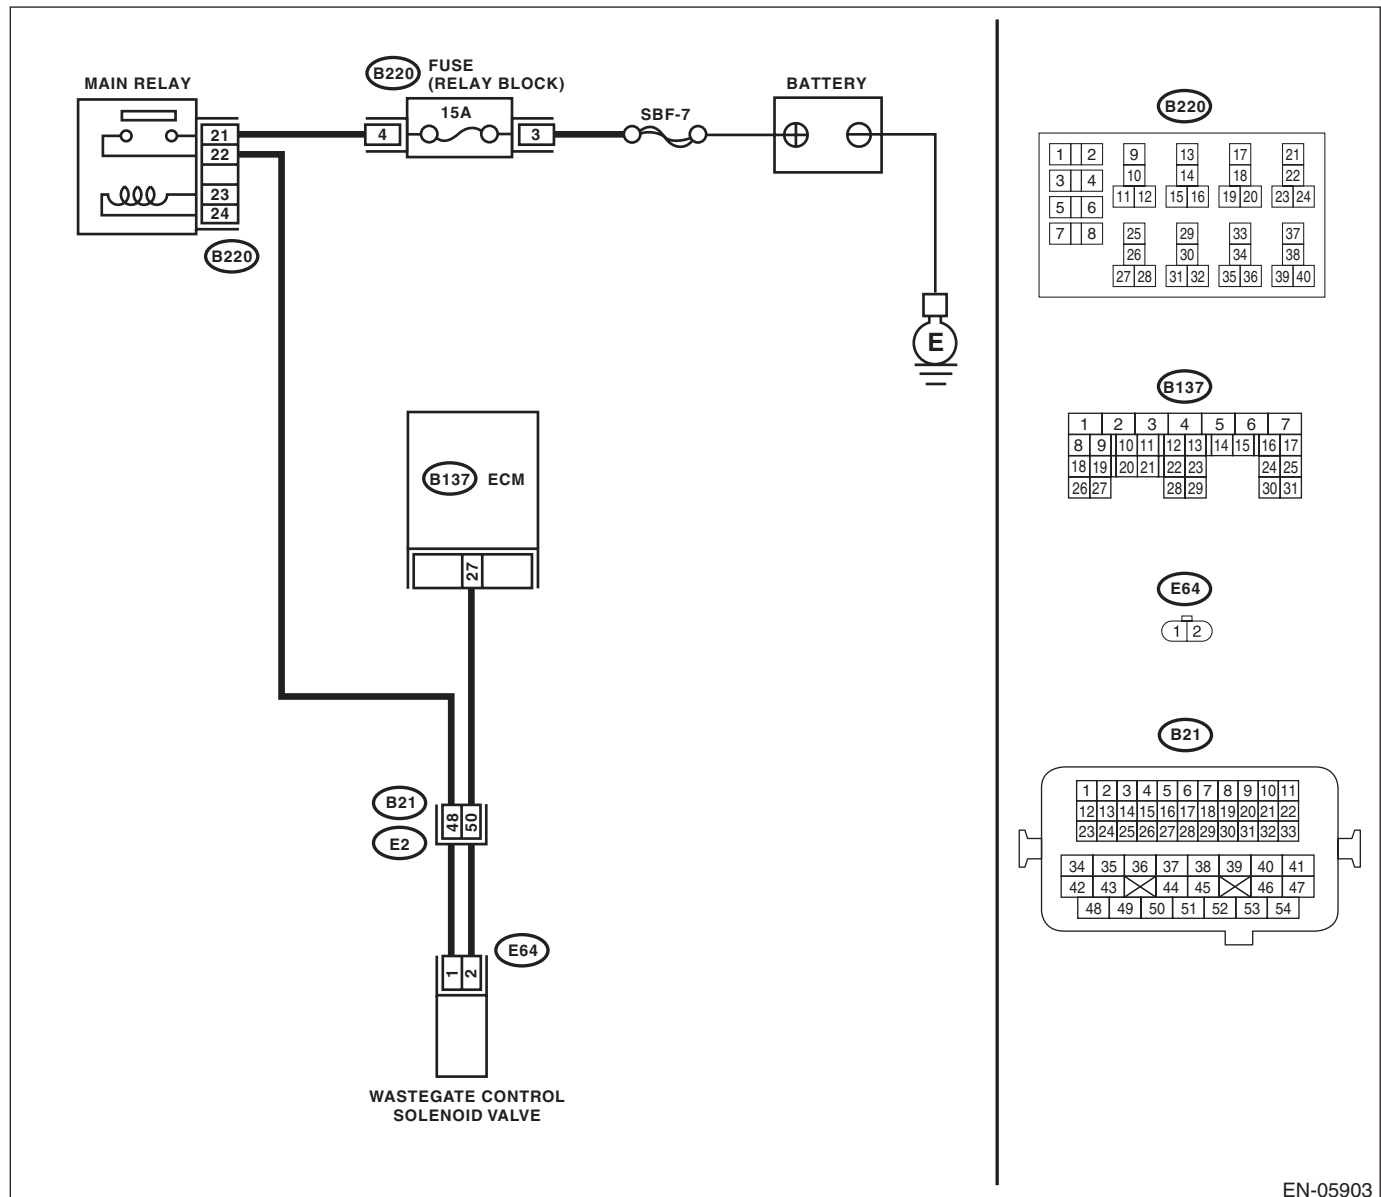 MAIN RELAY
B220
FUSE
(RELAY BLOCK)
15A
4
3
SBF-7
BATTERY
21
22
23
24
B220
E
B137 ECM
27
B21
E2
48
50
E64
1
2
WASTEGATE CONTROL
SOLENOID VALVE
B220
1 2 9 13 17 21
10 14 18 22
3 4
11 12 15 16 19 20 23 24
5 6
7 8 25 29 33 37
26 30 34 38
27 28 31 32 35 36 39 40
B137
1 2 3 4 5 6 7
8 9 10 11 12 13 14 15 16 17
18 19 20 21 22 23 24 25
26 27 28 29 30 31
E64
1 2
B21
1 2 3 4 5 6 7 8 9 10 11
12 13 14 15 16 17 18 19 20 21 22
23 24 25 26 27 28 29 30 31 32 33
34 35 36 37 38 39 40 41
42 43 44 45 46 47
48 49 50 51 52 53 54
EN-05903